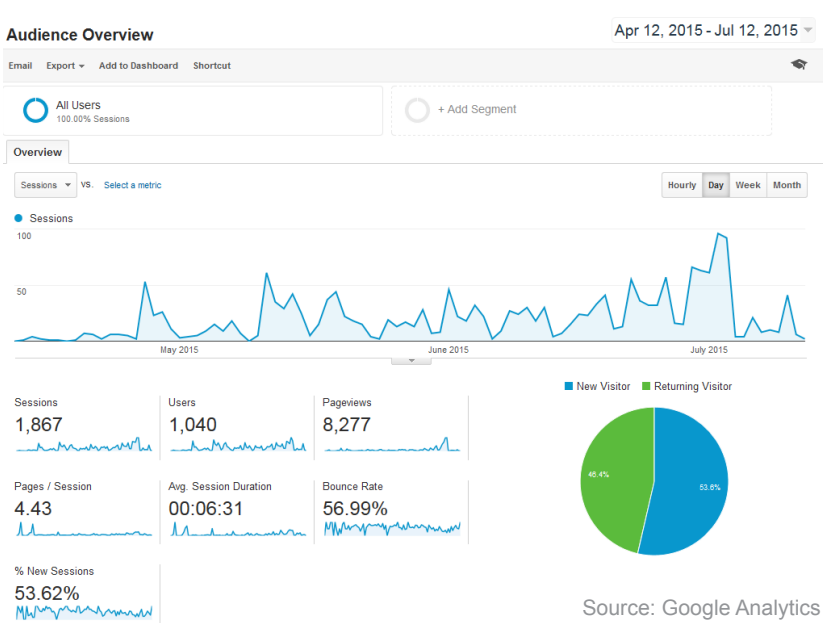 Audience Overview
Apr 12, 2015 - Jul 12, 2015
Email Export Add to Dashboard Shortcut
All Users
100.00% Sessions
+ Add Segment
Overview
Sessions VS. Select a metric
Hourly Day Week Month
Sessions
100
50
May 2015 June 2015 July 2015
New Visitor Returning Visitor
Sessions Users Pageviews
1,867 1,040 8,277
46.4%
53.6%
Pages / Session Avg. Session Duration Bounce Rate
4.43 00:06:31 56.99%
% New Sessions
53.62%
Source: Google Analytics